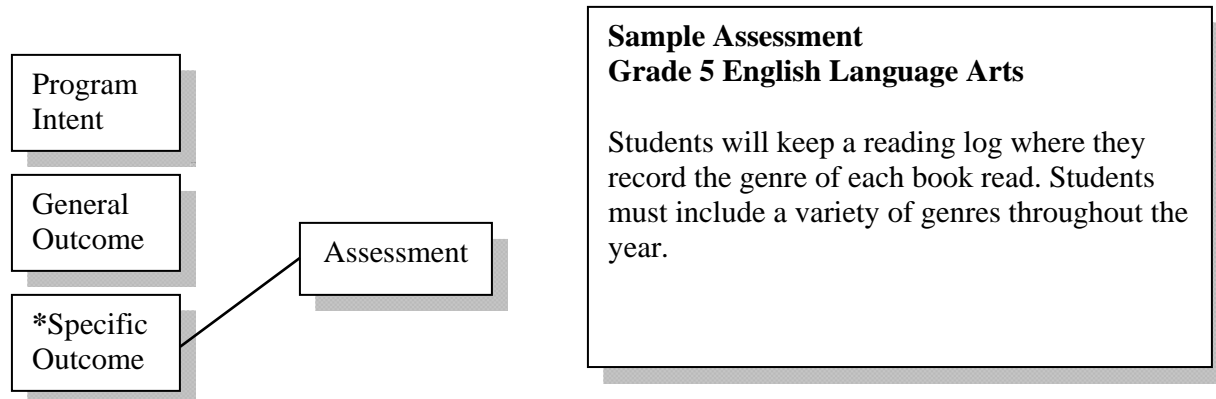 Program
Intent
General
Outcome
*Specific
Outcome
Assessment
Sample Assessment
Grade 5 English Language Arts
Students will keep a reading log where they
record the genre of each book read. Students
must include a variety of genres throughout the
year.